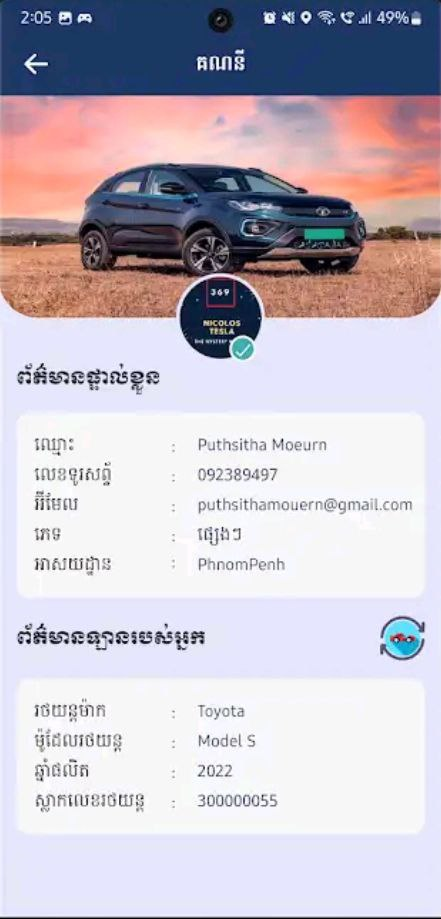 2:05 49%
គណនី
369
NICOLOS
TESLA
ព័ត៌មានផ្ទាល់ខ្លួន
ឈ្មោះ : Puthsitha Moeurn
លេខទូរសព្ទ័ : 092389497
អ៊ីមែល : puthsithamouern@gmail.com
ភេទ : ផ្សេងៗ
អាសយដ្ឋាន : PhnomPenh
ព័ត៌មានឡានរបស់អ្នក
រថយន្តម៉ាក : Toyota
ម៉ូដែលរថយន្ត : Model S
ឆ្នាំផលិត : 2022
ស្លាកលេខរថយន្ត : 300000055